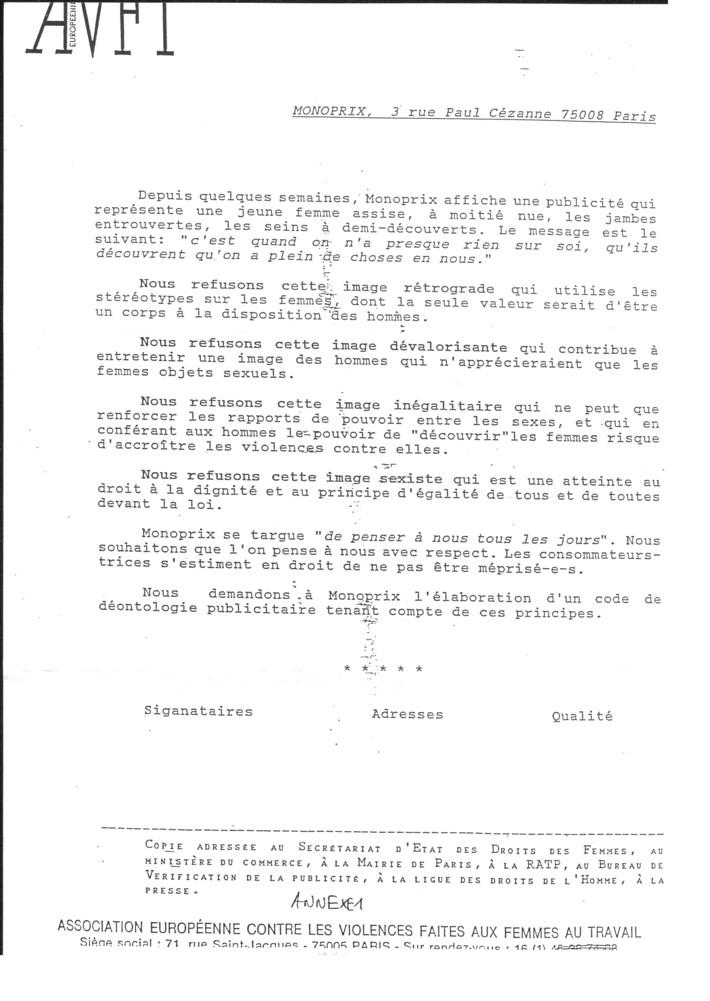 AVFT
EUROPEENNE
MONOPRIX, 3 rue Paul Cézanne 75008 Paris
Depuis quelques semaines, Monoprix affiche une publicité qui
représente une jeune femme assise, à moitié nue, les jambes
entrouvertes, les seins à demi-découverts. Le message est le
suivant: "c'est quand on n'a presque rien sur soi, qu'ils
découvrent qu'on a plein de choses en nous."
Nous refusons cette image rétrograde qui utilise les
stéréotypes sur les femmes, dont la seule valeur serait d'être
un corps à la disposition des hommes.
Nous refusons cette image dévalorisante qui contribue à
entretenir une image des hommes qui n'apprécieraient que les
femmes objets sexuels.
Nous refusons cette image inégalitaire qui ne peut que
renforcer les rapports de pouvoir entre les sexes, et qui en
conférant aux hommes le pouvoir de "découvrir"les femmes risque
d'accroître les violences contre elles.
Nous refusons cette image sexiste qui est une atteinte au
droit à la dignité et au principe d'égalité de tous et de toutes
devant la loi.
Monoprix se targue "de penser à nous tous les jours". Nous
souhaitons que l'on pense à nous avec respect. Les consommateurs-
trices s'estiment en droit de ne pas être méprisé-e-s.
Nous demandons à Monoprix l'élaboration d'un code de
déontologie publicitaire tenant compte de ces principes.
* * * * *
Siganataires Adresses Qualité
COPIE ADRESSÉE AU SECRÉTARIAT D'ETAT DES DROITS DES FEMMES, AU
MINISTÈRE DU COMMERCE, À LA MAIRIE DE PARIS, À LA RATP, AU BUREAU DE
VERIFICATION DE LA PUBLICITÉ, À LA LIGUE DES DROITS DE L'HOMME, À LA
PRESSE.
ANNEXE1
ASSOCIATION EUROPÉENNE CONTRE LES VIOLENCES FAITES AUX FEMMES AU TRAVAIL
Siège social : 71, rue Saint-Jacques - 75005 PARIS - Sur rendez-vous : 16 (1)